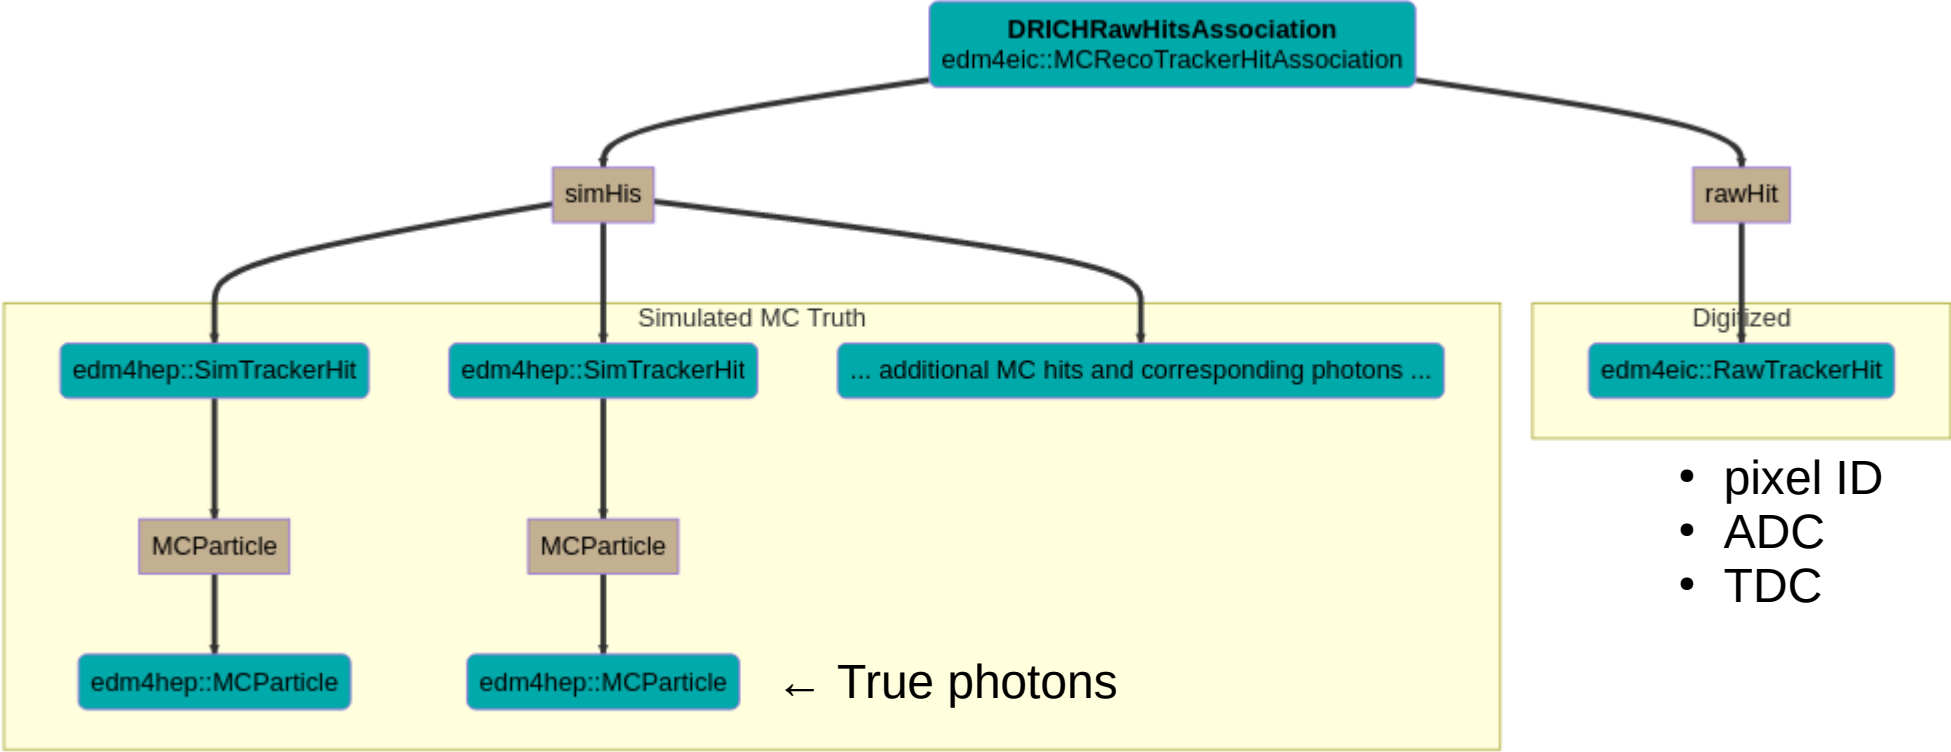 DRICHRawHitsAssociation
edm4eic::MCRecoTrackerHitAssociation
simHis
rawHit
Simulated MC Truth
Digitized
edm4hep::SimTrackerHit
edm4hep::SimTrackerHit
... additional MC hits and corresponding photons ...
edm4eic::RawTrackerHit
• pixel ID
• ADC
• TDC
MCParticle
MCParticle
edm4hep::MCParticle
edm4hep::MCParticle
← True photons